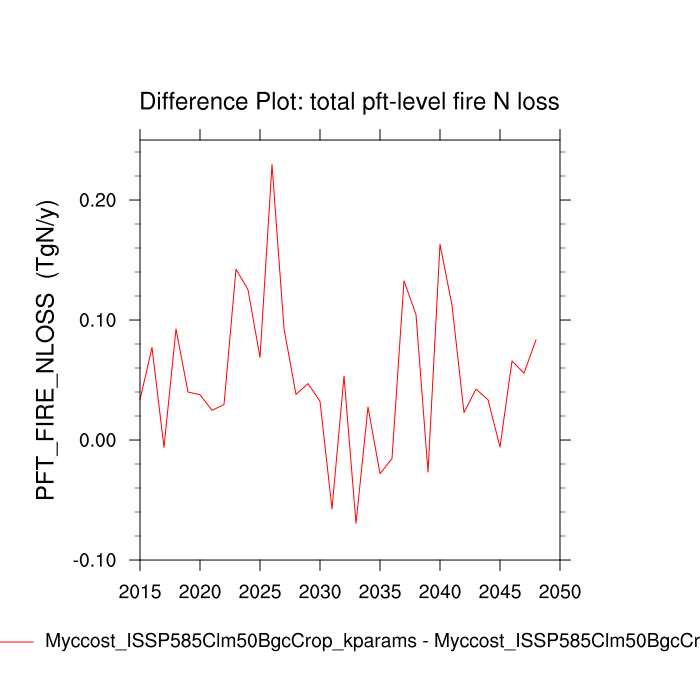 Difference Plot: total pft-level fire N loss
PFT_FIRE_NLOSS (TgN/y)
0.20
0.10
0.00
-0.10
2015 2020 2025 2030 2035 2040 2045 2050
Myccost_ISSP585Clm50BgcCrop_kparams - Myccost_ISSP585Clm50BgcCr